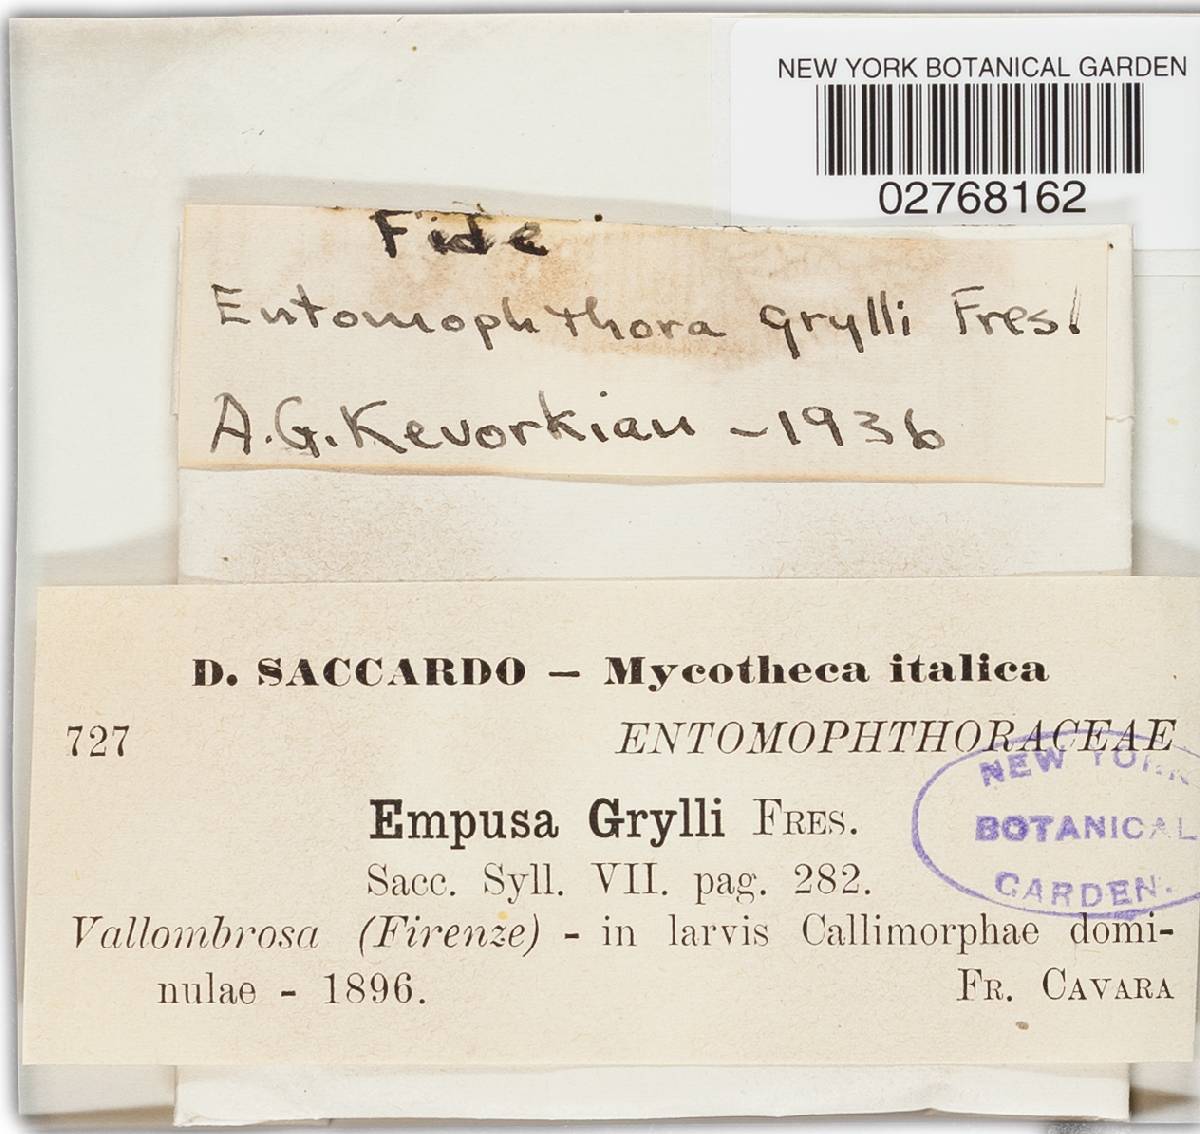 NEW YORK BOTANICAL GARDEN
02768162
Fide
Entomophthora grylli Fres!
A.G. Kevorkian - 1936
D. SACCARDO — Mycotheca italica
727 ENTOMOPHTHORACEAE
Empusa Grylli FRES.
Sacc. Syll. VII. pag. 282.
Vallombrosa (Firenze) - in larvis Callimorphae domi-
nulae - 1896. FR. CAVARA
NEW YORK
BOTANICAL
GARDEN.